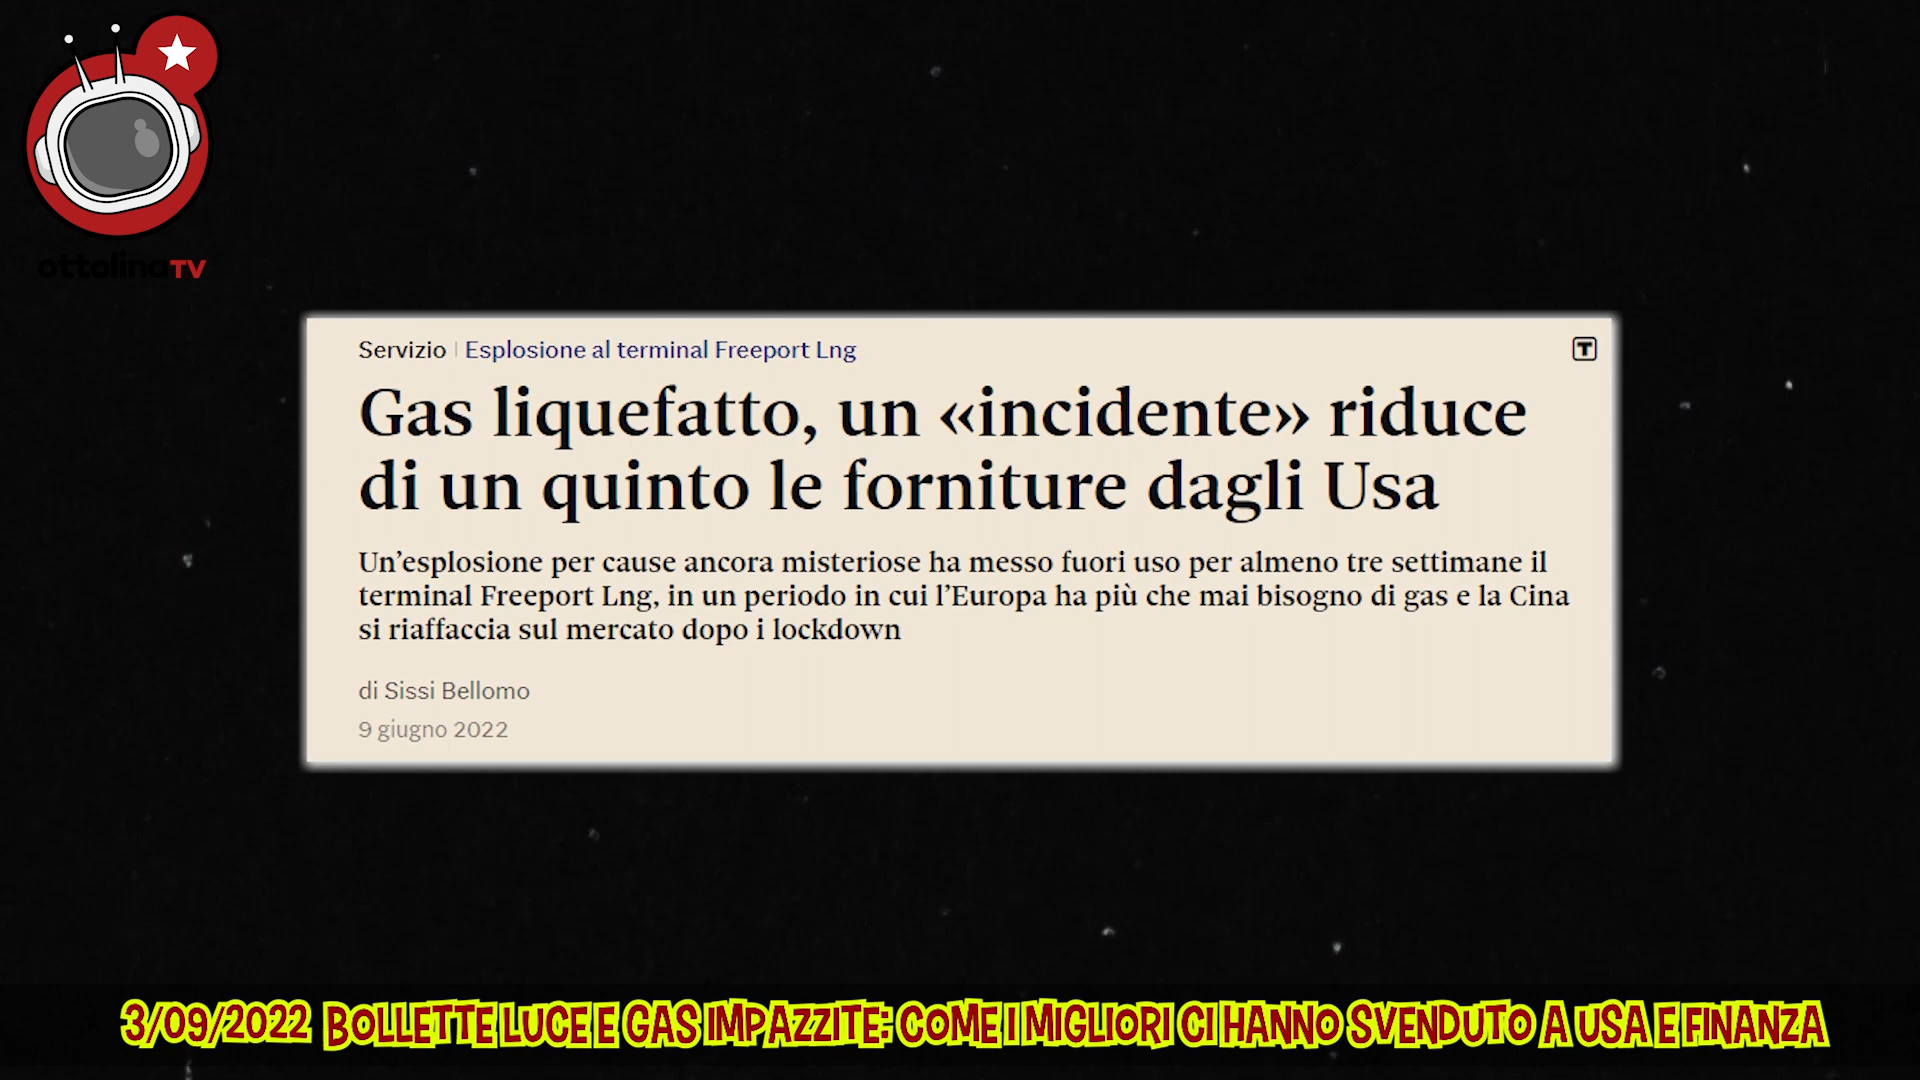 ottolinaTV
Servizio | Esplosione al terminal Freeport Lng
T
Gas liquefatto, un «incidente» riduce
di un quinto le forniture dagli Usa
Un’esplosione per cause ancora misteriose ha messo fuori uso per almeno tre settimane il
terminal Freeport Lng, in un periodo in cui l’Europa ha più che mai bisogno di gas e la Cina
si riaffaccia sul mercato dopo i lockdown
di Sissi Bellomo
9 giugno 2022
3/09/2022 BOLLETTE LUCE E GAS IMPAZZITE: COME I MIGLIORI CI HANNO SVENDUTO A USA E FINANZA